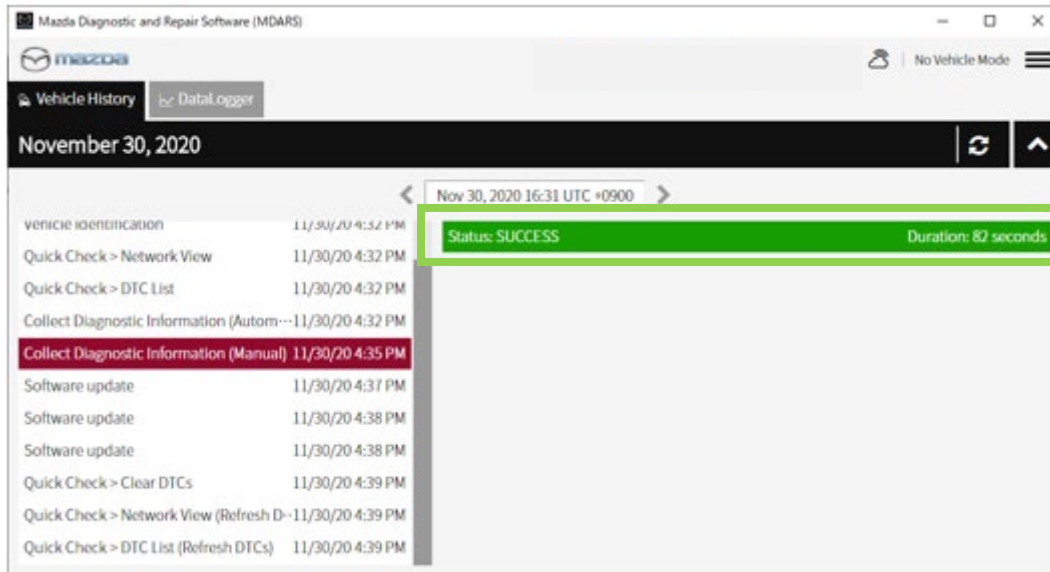 Mazda Diagnostic and Repair Software (MDARS)
mazda
No Vehicle Mode
Vehicle History
DataLogger
November 30, 2020
Nov 30, 2020 16:31 UTC +0900
Vehicle Identification 11/30/20 4:32 PM
Status: SUCCESS Duration: 82 seconds
Quick Check > Network View 11/30/20 4:32 PM
Quick Check > DTC List 11/30/20 4:32 PM
Collect Diagnostic Information (Autom⋯11/30/20 4:32 PM
Collect Diagnostic Information (Manual) 11/30/20 4:35 PM
Software update 11/30/20 4:37 PM
Software update 11/30/20 4:38 PM
Software update 11/30/20 4:38 PM
Quick Check > Clear DTCs 11/30/20 4:39 PM
Quick Check > Network View (Refresh D⋯11/30/20 4:39 PM
Quick Check > DTC List (Refresh DTCs) 11/30/20 4:39 PM